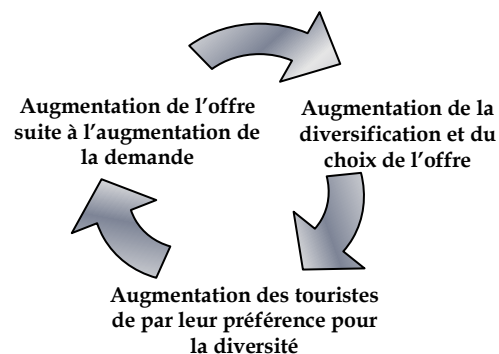 Augmentation de l’offre
suite à l’augmentation de
la demande
Augmentation de la
diversification et du
choix de l’offre
Augmentation des touristes
de par leur préférence pour
la diversité